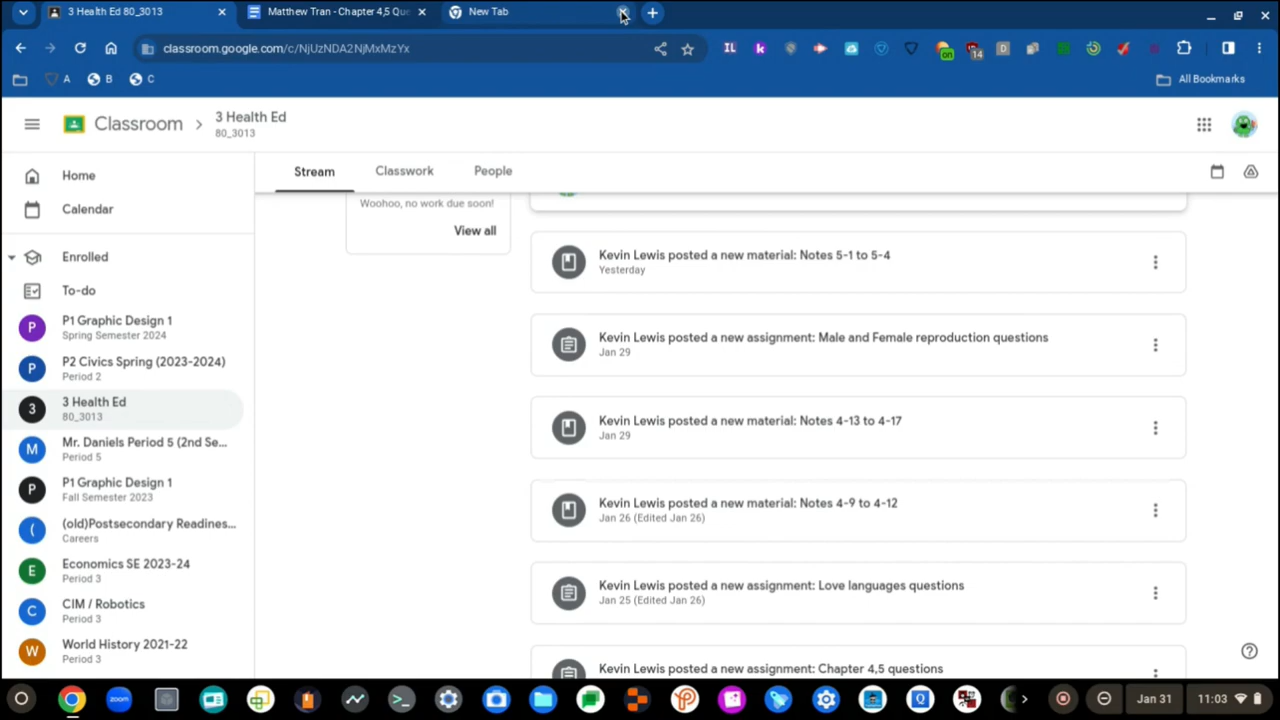 3 Health Ed 80_3013
Matthew Tran - Chapter 4,5 Que
New Tab
classroom.google.com/c/NjUzNDA2NjMxMzYx
IL
k
on
14
D
A
B
C
All Bookmarks
Classroom
3 Health Ed
80_3013
Home
Calendar
Enrolled
To-do
P
P1 Graphic Design 1
Spring Semester 2024
P
P2 Civics Spring (2023-2024)
Period 2
3
3 Health Ed
80_3013
M
Mr. Daniels Period 5 (2nd Se...
Period 5
P
P1 Graphic Design 1
Fall Semester 2023
(
(old)Postsecondary Readines...
Careers
E
Economics SE 2023-24
Period 3
C
CIM / Robotics
Period 3
W
World History 2021-22
Period 3
Stream
Classwork
People
Woohoo, no work due soon!
View all
Kevin Lewis posted a new material: Notes 5-1 to 5-4
Yesterday
Kevin Lewis posted a new assignment: Male and Female reproduction questions
Jan 29
Kevin Lewis posted a new material: Notes 4-13 to 4-17
Jan 29
Kevin Lewis posted a new material: Notes 4-9 to 4-12
Jan 26 (Edited Jan 26)
Kevin Lewis posted a new assignment: Love languages questions
Jan 25 (Edited Jan 26)
Kevin Lewis posted a new assignment: Chapter 4,5 questions
zoom
Q
Jan 31
11:03